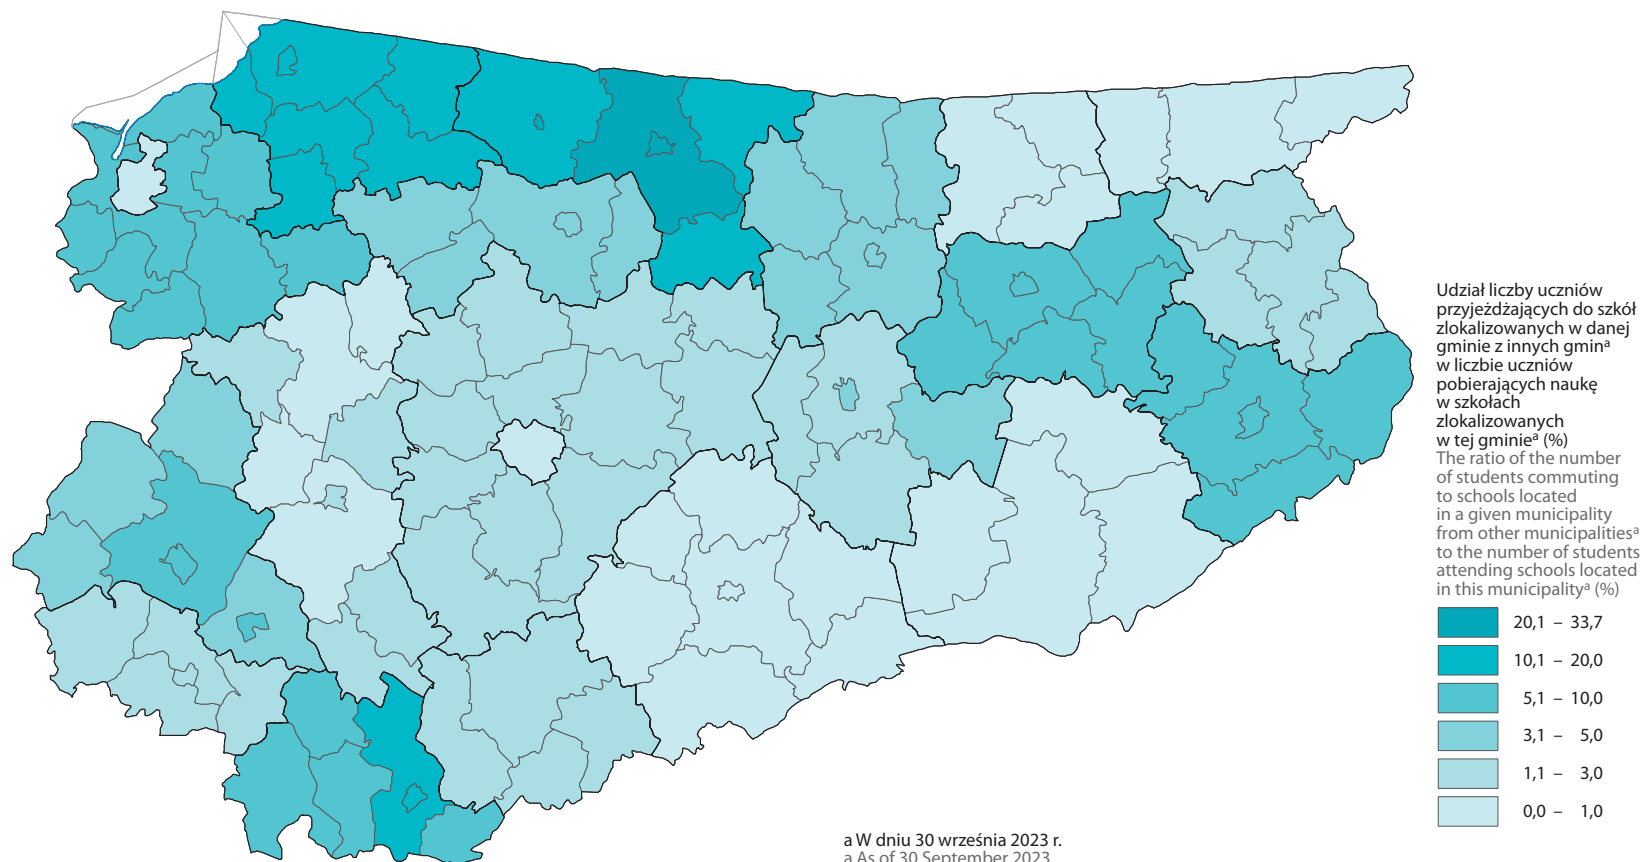 Udział liczby uczniów
przyjeżdżających do szkół
zlokalizowanych w danej
gminie z innych gminᵃ
w liczbie uczniów
pobierających naukę
w szkołach
zlokalizowanych
w tej gminieᵃ (%)
The ratio of the number
of students commuting
to schools located
in a given municipality
from other municipalitiesᵃ
to the number of students
attending schools located
in this municipalityᵃ (%)
20,1 – 33,7
10,1 – 20,0
5,1 – 10,0
3,1 – 5,0
1,1 – 3,0
0,0 – 1,0
a W dniu 30 września 2023 r.
a As of 30 September 2023